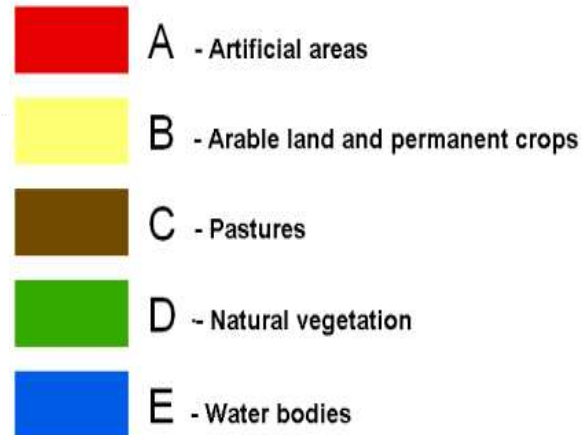 A - Artificial areas
B - Arable land and permanent crops
C - Pastures
D - Natural vegetation
E - Water bodies